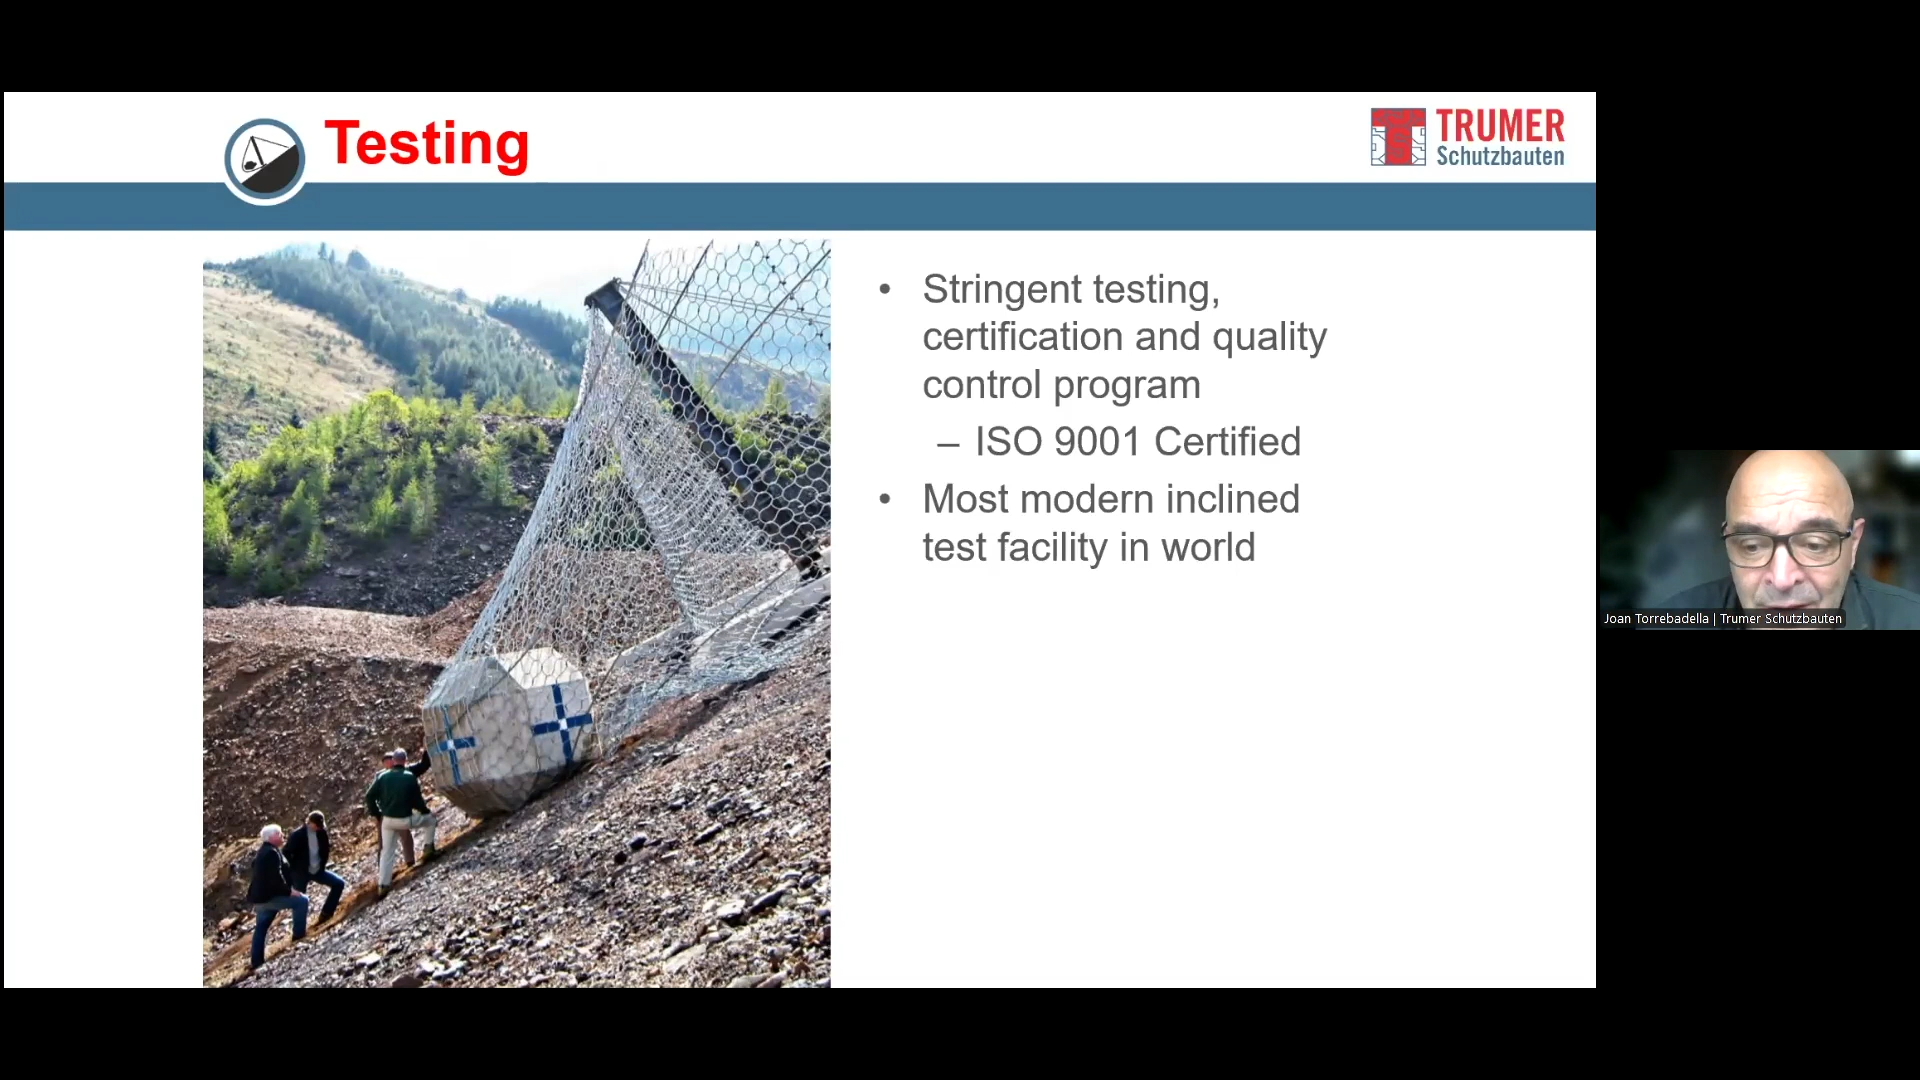 Testing
TRUMER
Schutzbauten
• Stringent testing,
certification and quality
control program
– ISO 9001 Certified
• Most modern inclined
test facility in world
Joan Torrebadella | Trumer Schutzbauten